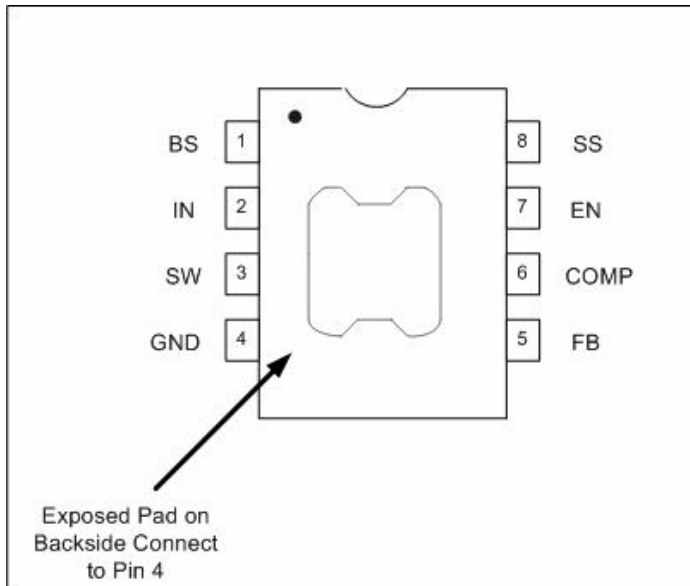 BS 1 8 SS
IN 2 7 EN
SW 3 6 COMP
GND 4 5 FB
Exposed Pad on
Backside Connect
to Pin 4